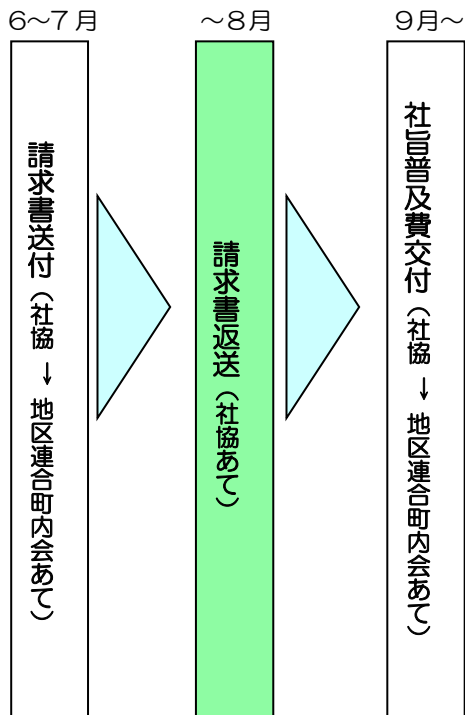 6～7月
～8月
9月～
請求書送付（社協 → 地区連合町内会あて）
請求書返送（社協あて）
社旨普及費交付（社協 → 地区連合町内会あて）